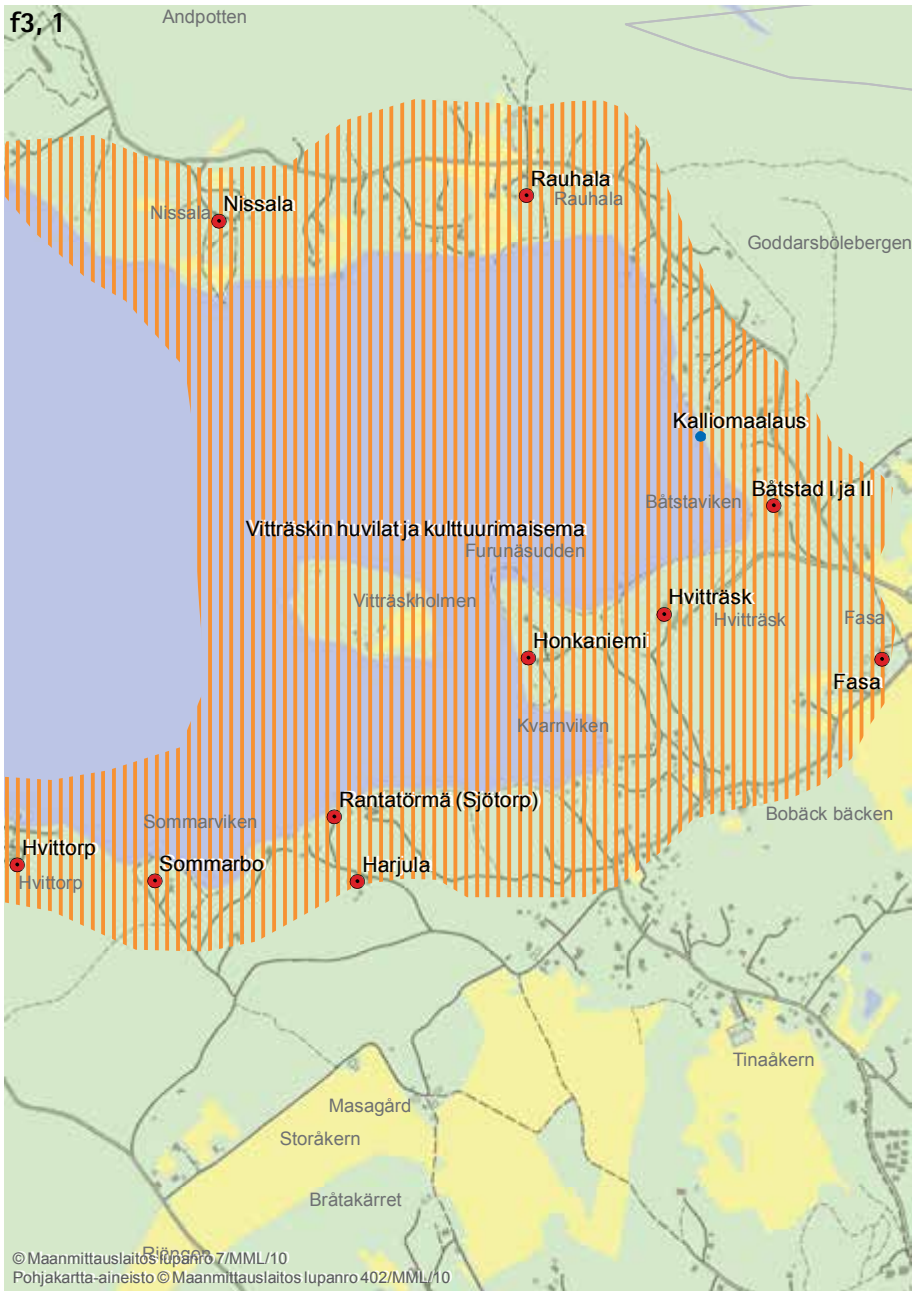 f3, 1
Andpotten
Rauhala
Rauhala
Nissala
Nissala
Goddarsbölebergen
Kalliomaalaus
Båtstad I ja II
Båtstaviken
Vitträskin huvilat ja kulttuurimaisema
Furunäsudden
Vitträskholmen
Hvitträsk
Hvitträsk
Fasa
Honkaniemi
Fasa
Kvarnviken
Rantatörmä (Sjötorp)
Bobäck bäcken
Sommarviken
Hvittorp
Hvittorp
Sommarbo
Harjula
Tinaåkern
Masagård
Storåkern
Bråtakärret
© Maanmittauslaitos lupanro 7/MML/10
Pohjakartta-aineisto © Maanmittauslaitos lupanro 402/MML/10